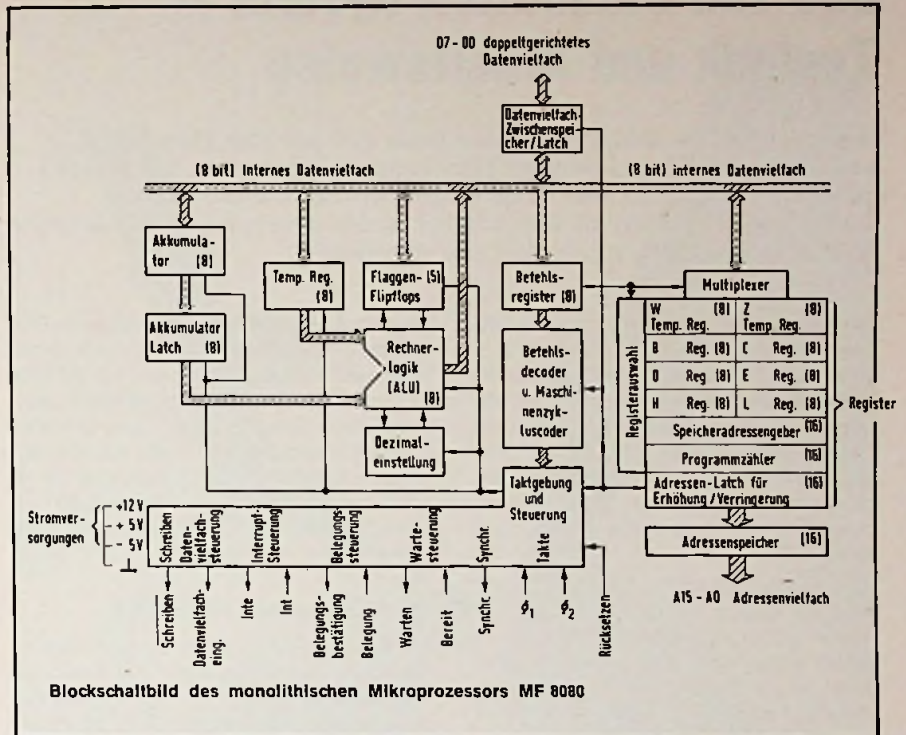 D7-D0 doppeltgerichtetes
Datenvielfach
Datenvielfach-
Zwischenspei-
cher/Latch
(8 bit) Internes Datenvielfach
(8 bit) internes Datenvielfach
Akkumula-
tor (8)
Akkumulator
Latch (8)
Temp. Reg.
(8)
Flaggen- (5)
Flipflops
Rechner-
logik
(ALU)
(8)
Dezimal-
einstellung
Befehls-
register (8)
Befehls-
decoder
u. Maschi-
nenzyk-
luscoder
Multiplexer
Registerauswahl
W (8) Z (8)
Temp. Reg. Temp Reg.
B Reg. (8) C Reg. (8)
D Reg (8) E Reg. (8)
H Reg. (8) L Reg. (8)
Speicheradressengeber (16)
Programmzähler (16)
Adressen-Latch für (16)
Erhöhung/Verringerung
Register
Adressenspeicher (16)
A15-A0 Adressenvielfach
Taktgebung
und
Steuerung
Stromver-
sorgungen
+12V
+ 5V
- 5V
Schreiben
Datenvielfach-
steuerung
Interrupt-
Steuerung
Belegungs-
steuerung
Warte-
steuerung
Synchr.
Takte
Schreiben
Datenvielfach-
eing.
Inte
Int
Belegungs-
bestätigung
Belegung
Warten
Bereit
Synchr.
ϕ1
ϕ2
Rücksetzen
Blockschaltbild des monolithischen Mikroprozessors MF 8080